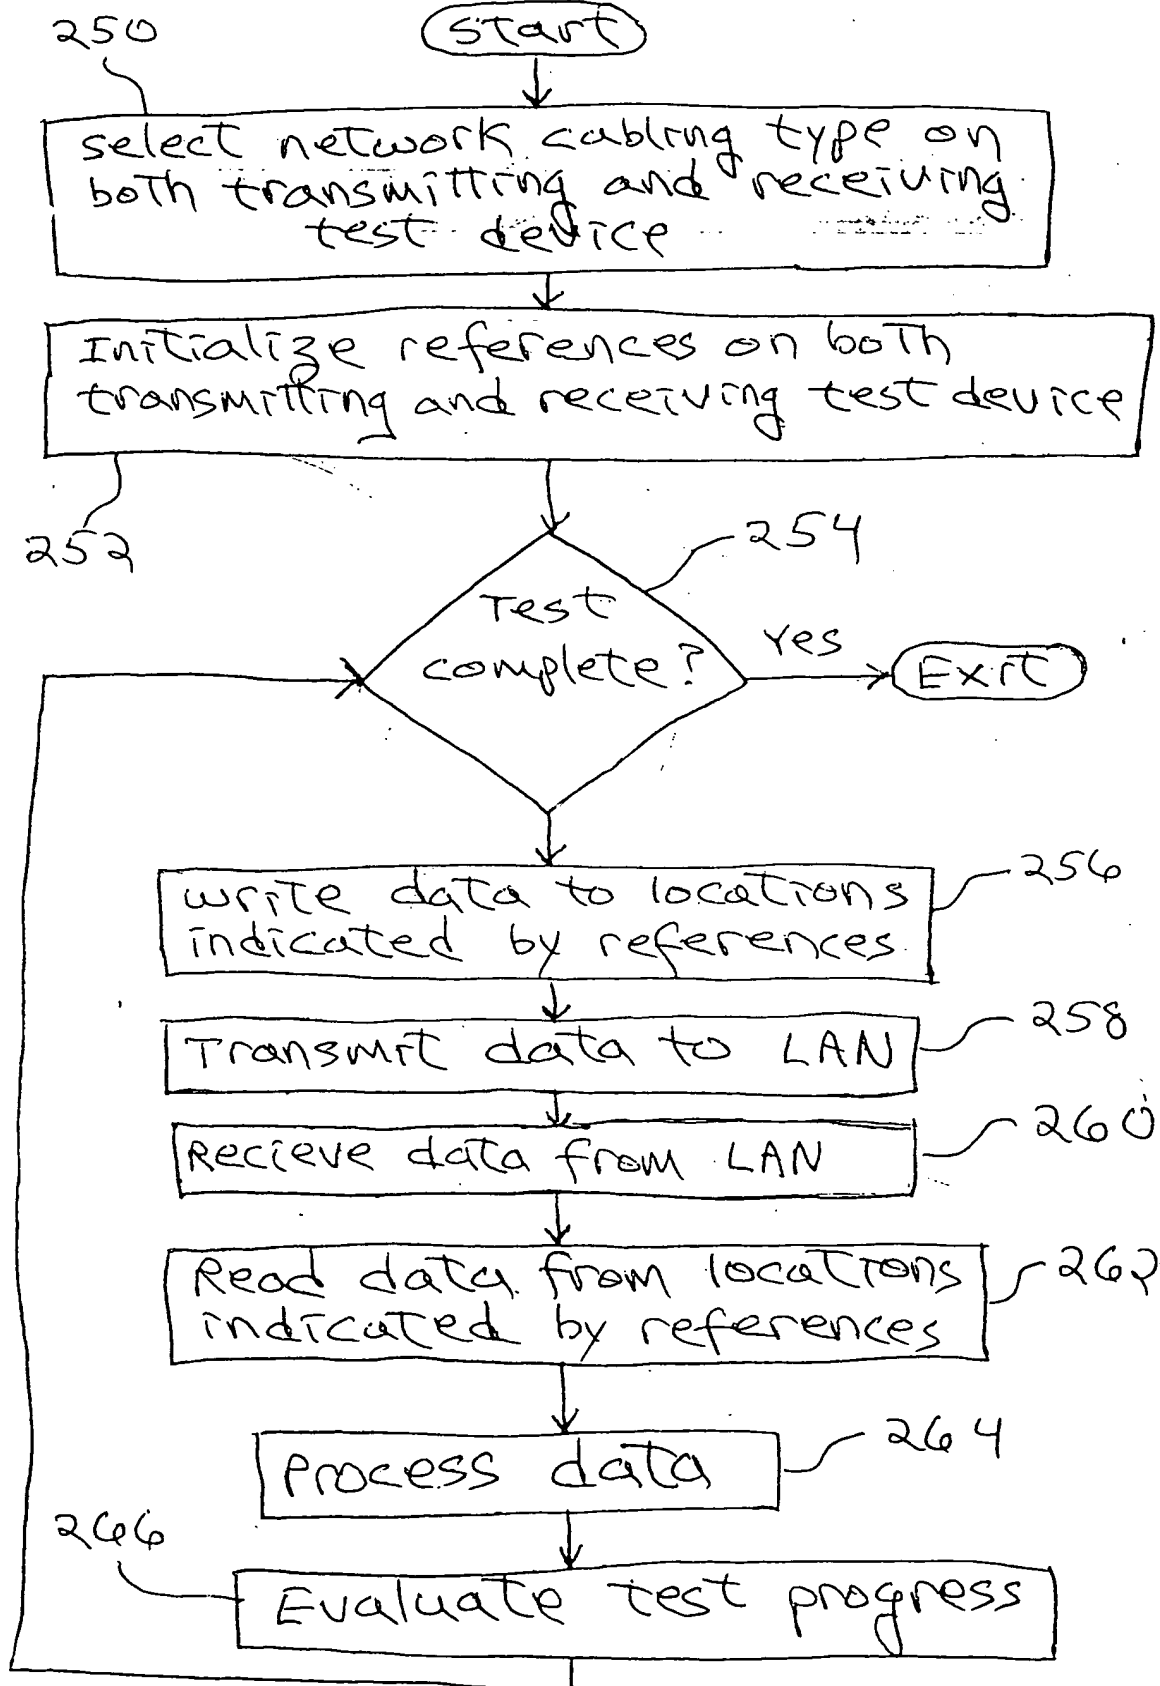 250
Start
select network cabling type on
both transmitting and receiving
test device
Initialize references on both
transmitting and receiving test device
252
254
Test
complete?
Yes
Exit
256
write data to locations
indicated by references
258
Transmit data to LAN
260
Recieve data from LAN
262
Read data from locations
indicated by references
264
Process data
266
Evaluate test progress